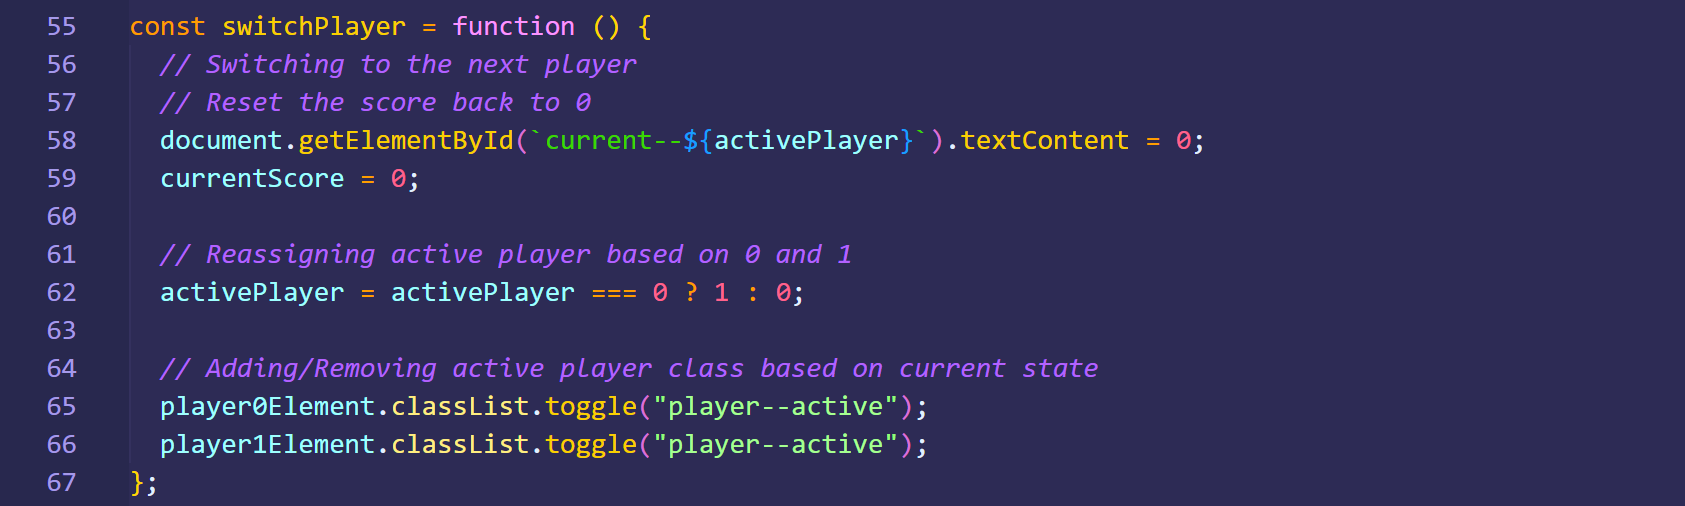 55 const switchPlayer = function () {
56 // Switching to the next player
57 // Reset the score back to 0
58 document.getElementById(`current--${activePlayer}`).textContent = 0;
59 currentScore = 0;
60
61 // Reassigning active player based on 0 and 1
62 activePlayer = activePlayer === 0 ? 1 : 0;
63
64 // Adding/Removing active player class based on current state
65 player0Element.classList.toggle("player--active");
66 player1Element.classList.toggle("player--active");
67 };